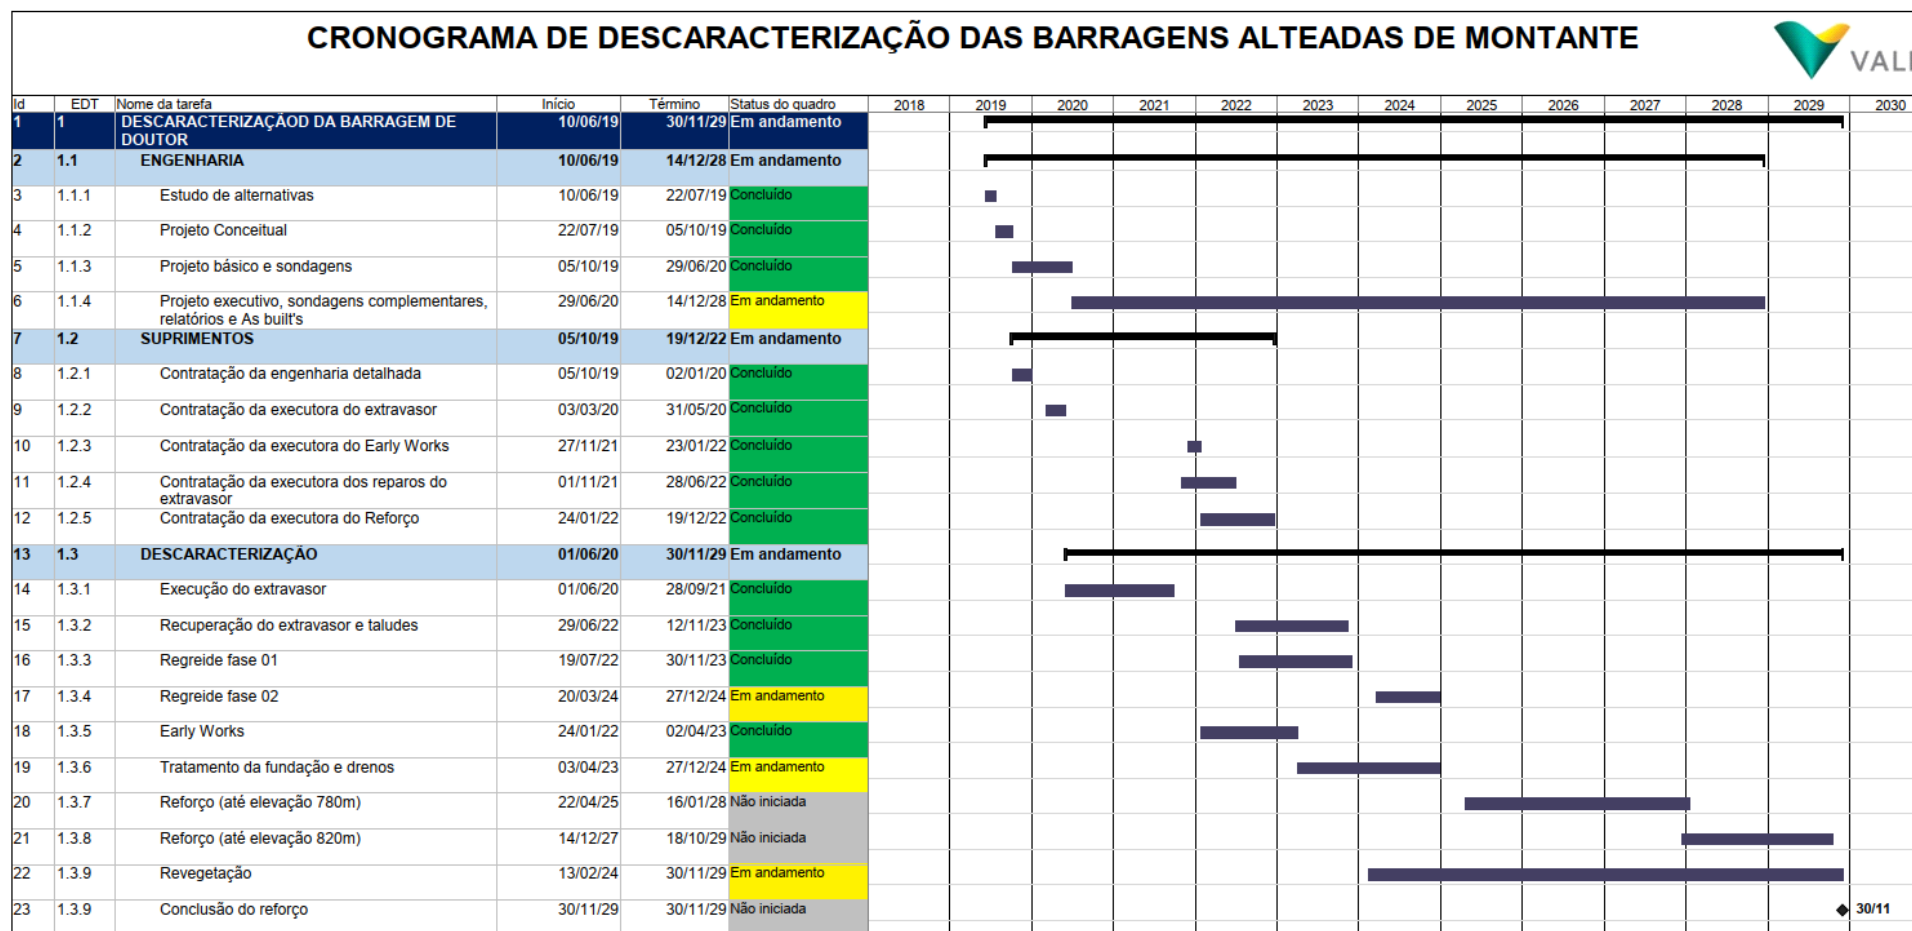 CRONOGRAMA DE DESCARACTERIZAÇÃO DAS BARRAGENS ALTEADAS DE MONTANTE
VALE
Id EDT Nome da tarefa Início Término Status do quadro 2018 2019 2020 2021 2022 2023 2024 2025 2026 2027 2028 2029 2030
1 1 DESCARACTERIZAÇÃOD DA BARRAGEM DE 10/06/19 30/11/29 Em andamento
DOUTOR
2 1.1 ENGENHARIA 10/06/19 14/12/28 Em andamento
3 1.1.1 Estudo de alternativas 10/06/19 22/07/19 Concluído
4 1.1.2 Projeto Conceitual 22/07/19 05/10/19 Concluído
5 1.1.3 Projeto básico e sondagens 05/10/19 29/06/20 Concluído
6 1.1.4 Projeto executivo, sondagens complementares, 29/06/20 14/12/28 Em andamento
relatórios e As built's
7 1.2 SUPRIMENTOS 05/10/19 19/12/22 Em andamento
8 1.2.1 Contratação da engenharia detalhada 05/10/19 02/01/20 Concluído
9 1.2.2 Contratação da executora do extravasor 03/03/20 31/05/20 Concluído
10 1.2.3 Contratação da executora do Early Works 27/11/21 23/01/22 Concluído
11 1.2.4 Contratação da executora dos reparos do 01/11/21 28/06/22 Concluído
extravasor
12 1.2.5 Contratação da executora do Reforço 24/01/22 19/12/22 Concluído
13 1.3 DESCARACTERIZAÇÃO 01/06/20 30/11/29 Em andamento
14 1.3.1 Execução do extravasor 01/06/20 28/09/21 Concluído
15 1.3.2 Recuperação do extravasor e taludes 29/06/22 12/11/23 Concluído
16 1.3.3 Regreide fase 01 19/07/22 30/11/23 Concluído
17 1.3.4 Regreide fase 02 20/03/24 27/12/24 Em andamento
18 1.3.5 Early Works 24/01/22 02/04/23 Concluído
19 1.3.6 Tratamento da fundação e drenos 03/04/23 27/12/24 Em andamento
20 1.3.7 Reforço (até elevação 780m) 22/04/25 16/01/28 Não iniciada
21 1.3.8 Reforço (até elevação 820m) 14/12/27 18/10/29 Não iniciada
22 1.3.9 Revegetação 13/02/24 30/11/29 Em andamento
23 1.3.9 Conclusão do reforço 30/11/29 30/11/29 Não iniciada 30/11